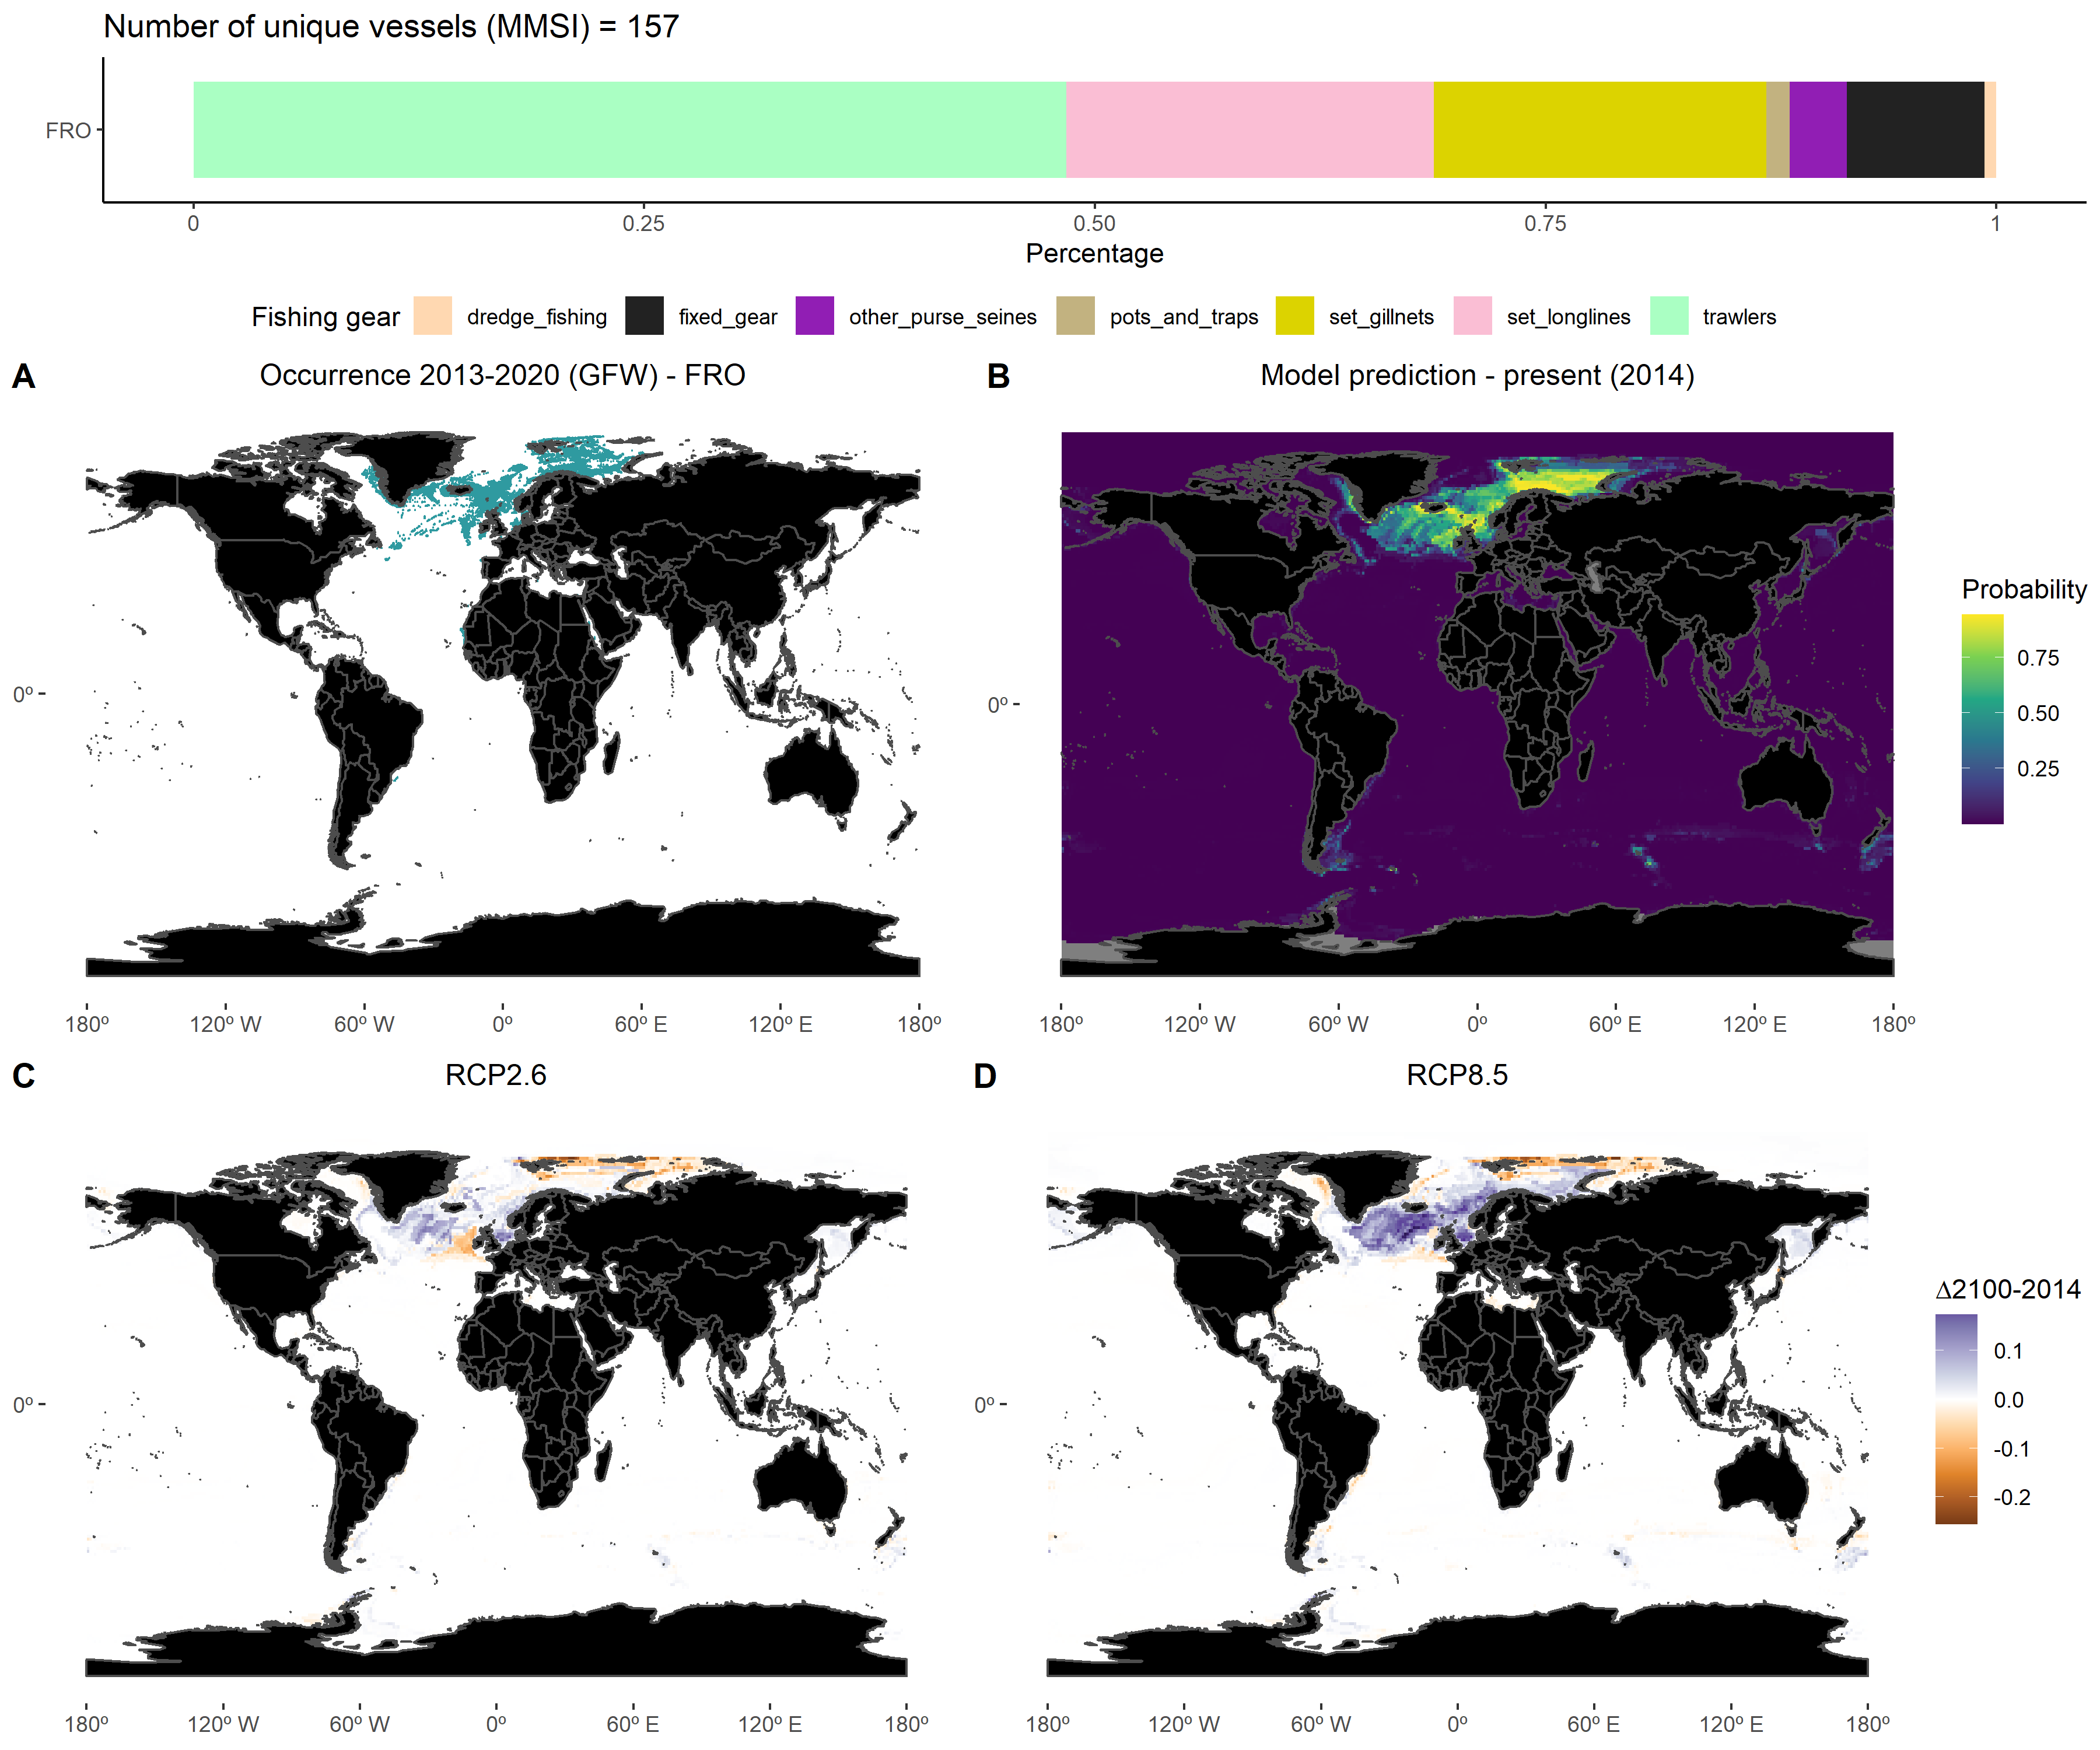 Number of unique vessels (MMSI) = 157
FRO
0 0.25 0.50 0.75 1
Percentage
Fishing gear dredge_fishing fixed_gear other_purse_seines pots_and_traps set_gillnets set_longlines trawlers
A Occurrence 2013-2020 (GFW) - FRO
0º
180º 120º W 60º W 0º 60º E 120º E 180º
B Model prediction - present (2014)
0º
180º 120º W 60º W 0º 60º E 120º E 180º
Probability
0.75
0.50
0.25
C RCP2.6
0º
180º 120º W 60º W 0º 60º E 120º E 180º
D RCP8.5
0º
180º 120º W 60º W 0º 60º E 120º E 180º
Δ2100-2014
0.1
0.0
-0.1
-0.2